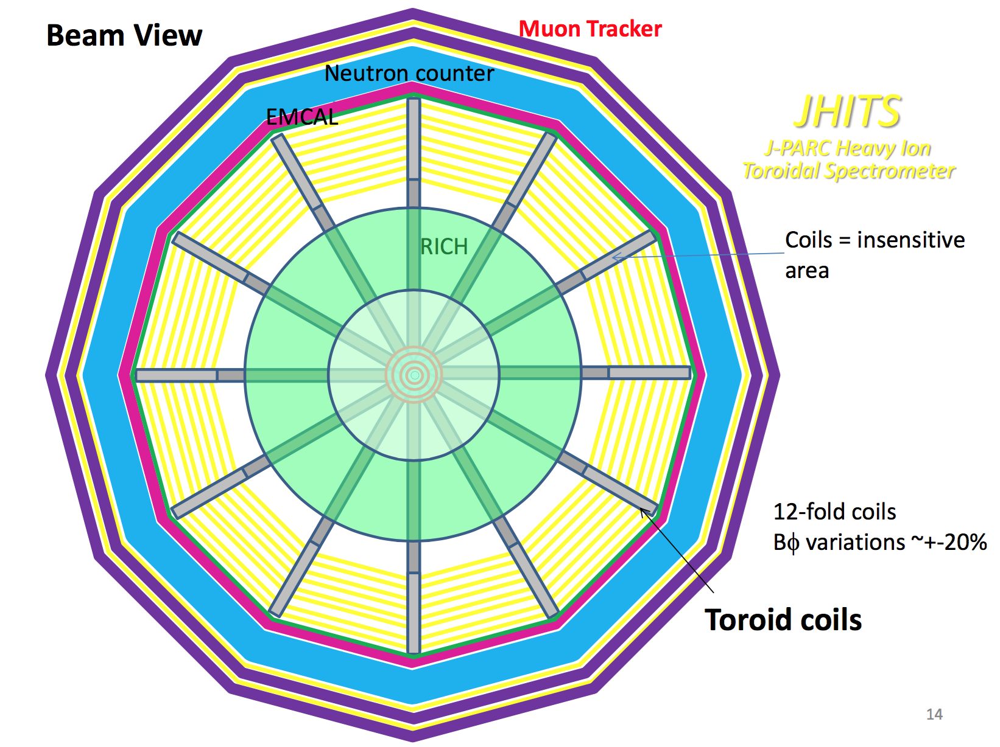 Beam View
Muon Tracker
Neutron counter
EMCAL
JHITS
J-PARC Heavy Ion
Toroidal Spectrometer
RICH
Coils = insensitive
area
12-fold coils
Bϕ variations ~+-20%
Toroid coils
14